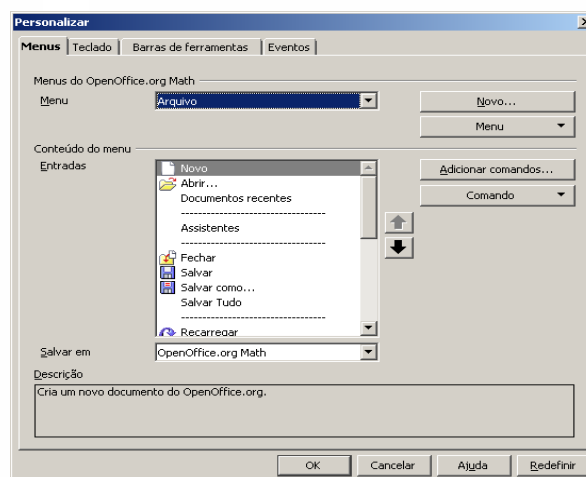 Personalizar
Menus Teclado Barras de ferramentas Eventos
Menus do OpenOffice.org Math
Menu Arquivo Novo...
Menu
Conteúdo do menu
Entradas Novo Adicionar comandos...
Abrir... Comando
Documentos recentes
----------------------------------
Assistentes
----------------------------------
Fechar
Salvar
Salvar como...
Salvar Tudo
----------------------------------
Recarregar
Salvar em OpenOffice.org Math
Descrição
Cria um novo documento do OpenOffice.org.
OK Cancelar Ajuda Redefinir